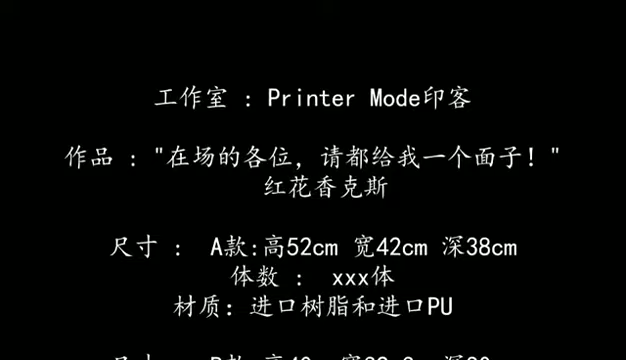 工作室 : Printer Mode印客
作品 : "在场的各位, 请都给我一个面子! "
红花香克斯
尺寸 : A款:高52cm 宽42cm 深38cm
体数 : xxx体
材质: 进口树脂和进口PU